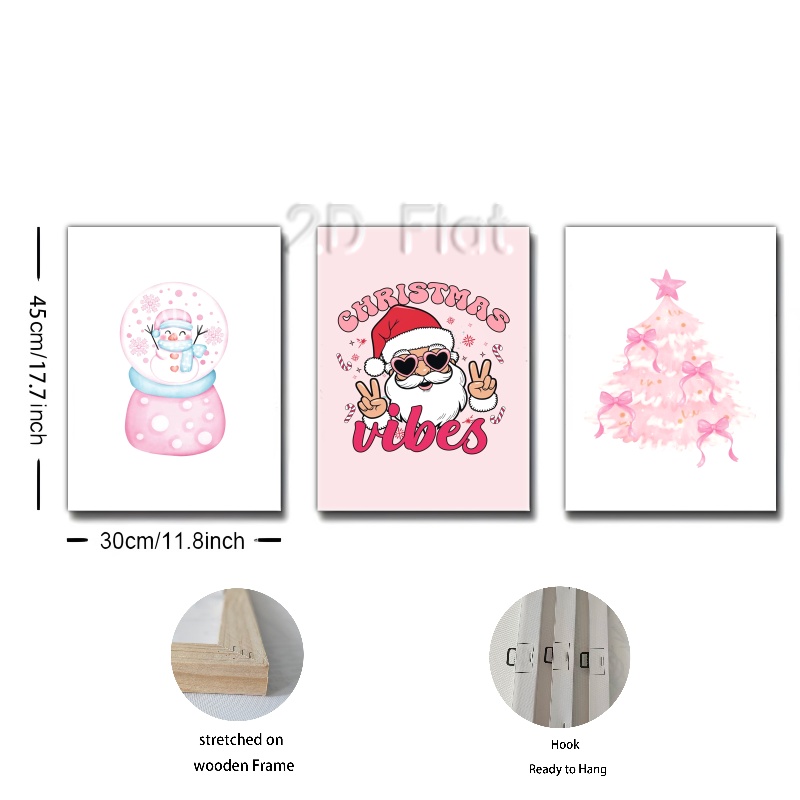 2D Flat
CHRISTMAS
vibes
45cm/17.7inch
30cm/11.8inch
stretched on
wooden Frame
Hook
Ready to Hang